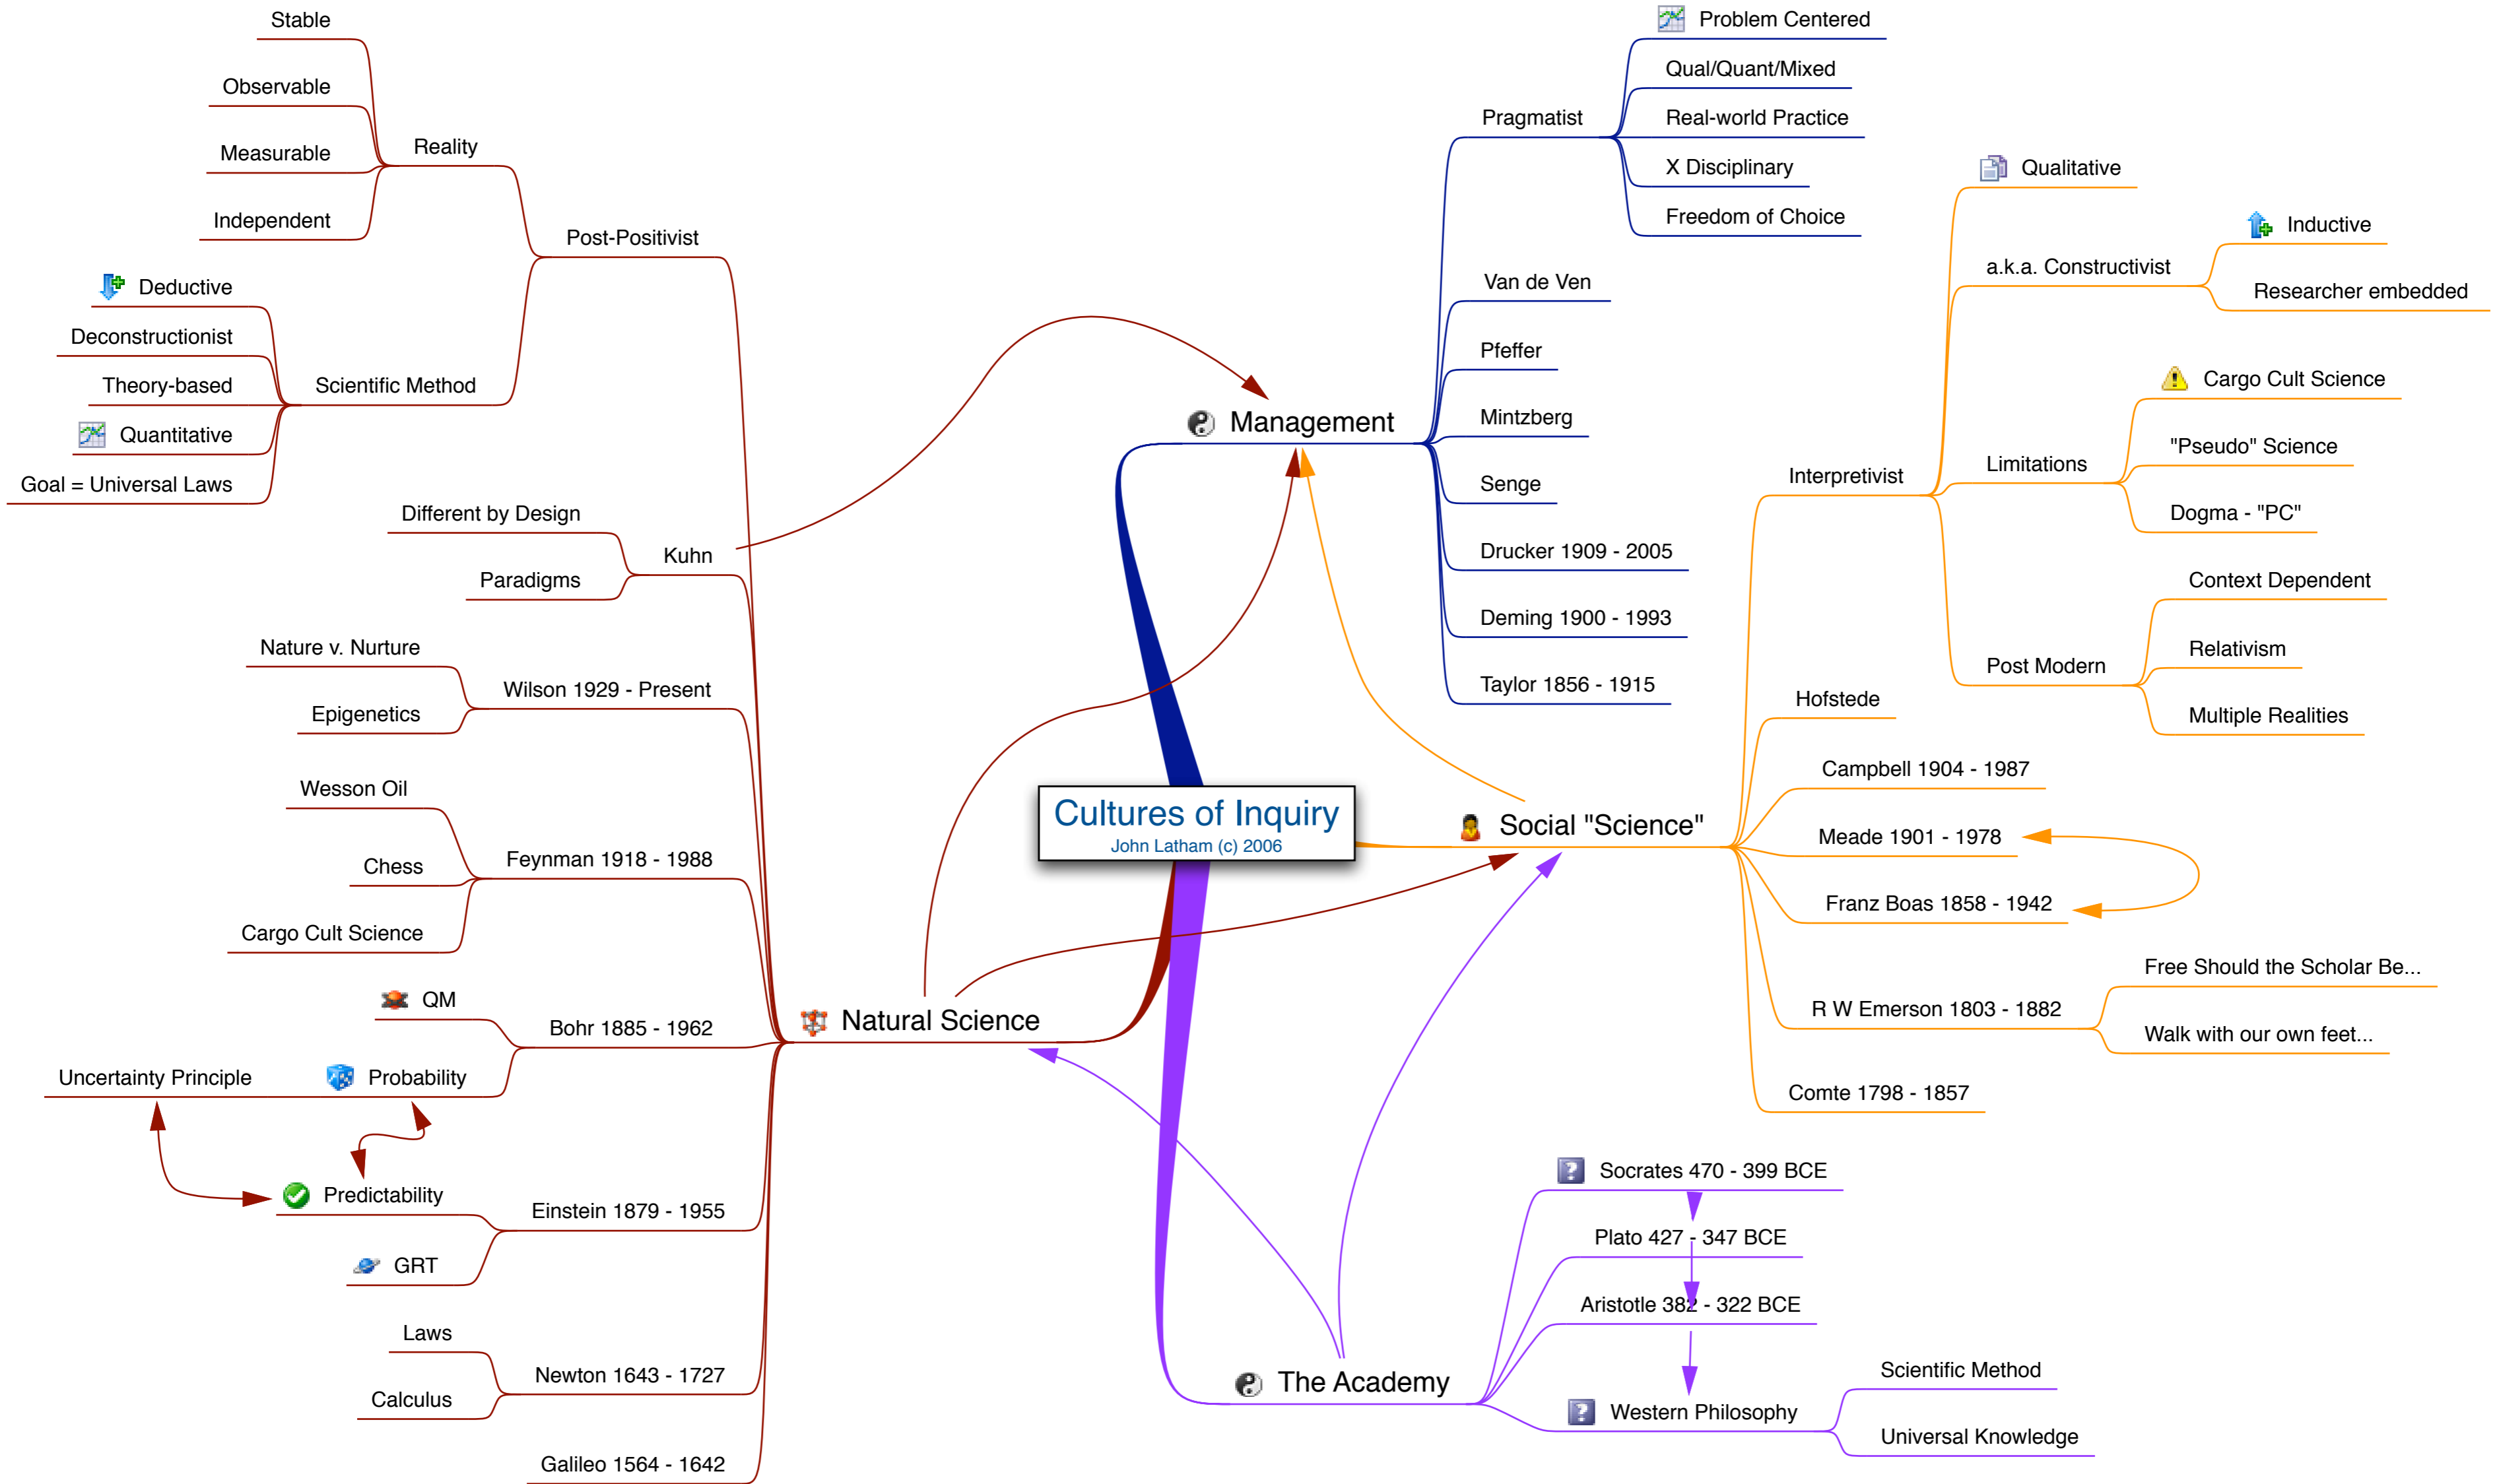 Cultures of Inquiry
John Latham (c) 2006
Management
Pragmatist
Problem Centered
Qual/Quant/Mixed
Real-world Practice
X Disciplinary
Freedom of Choice
Van de Ven
Pfeffer
Mintzberg
Senge
Drucker 1909 - 2005
Deming 1900 - 1993
Taylor 1856 - 1915
Social "Science"
Interpretivist
Qualitative
a.k.a. Constructivist
Inductive
Researcher embedded
Limitations
Cargo Cult Science
"Pseudo" Science
Dogma - "PC"
Post Modern
Context Dependent
Relativism
Multiple Realities
Hofstede
Campbell 1904 - 1987
Meade 1901 - 1978
Franz Boas 1858 - 1942
R W Emerson 1803 - 1882
Free Should the Scholar Be...
Walk with our own feet...
Comte 1798 - 1857
The Academy
Socrates 470 - 399 BCE
Plato 427 - 347 BCE
Aristotle 382 - 322 BCE
Western Philosophy
Scientific Method
Universal Knowledge
Natural Science
Post-Positivist
Reality
Stable
Observable
Measurable
Independent
Scientific Method
Deductive
Deconstructionist
Theory-based
Quantitative
Goal = Universal Laws
Kuhn
Different by Design
Paradigms
Wilson 1929 - Present
Nature v. Nurture
Epigenetics
Feynman 1918 - 1988
Wesson Oil
Chess
Cargo Cult Science
Bohr 1885 - 1962
QM
Probability
Uncertainty Principle
Einstein 1879 - 1955
Predictability
GRT
Newton 1643 - 1727
Laws
Calculus
Galileo 1564 - 1642